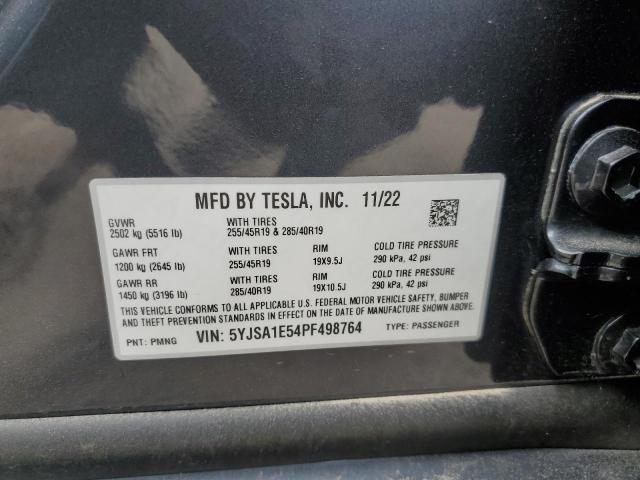 MFD BY TESLA, INC. 11/22
GVWR WITH TIRES
2502 kg (5516 lb) 255/45R19 & 285/40R19
GAWR FRT WITH TIRES RIM COLD TIRE PRESSURE
1200 kg (2645 lb) 255/45R19 19X9.5J 290 kPa, 42 psi
GAWR RR WITH TIRES RIM COLD TIRE PRESSURE
1450 kg (3196 lb) 285/40R19 19X10.5J 290 kPa, 42 psi
THIS VEHICLE CONFORMS TO ALL APPLICABLE U.S. FEDERAL MOTOR VEHICLE SAFETY, BUMPER
AND THEFT PREVENTION STANDARDS IN EFFECT ON THE DATE OF MANUFACTURE SHOWN ABOVE.
PNT: PMNG VIN: 5YJSA1E54PF498764 TYPE: PASSENGER